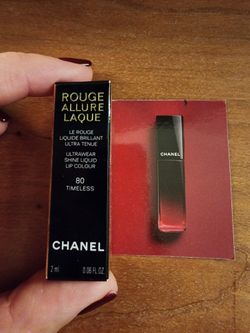 ROUGE
ALLURE
LAQUE
LE ROUGE
LIQUIDE BRILLANT
ULTRA TENUE
ULTRAWEAR
SHINE LIQUID
LIP COLOUR
80
TIMELESS
CHANEL
2 ml
0.06 FL OZ
CHANEL